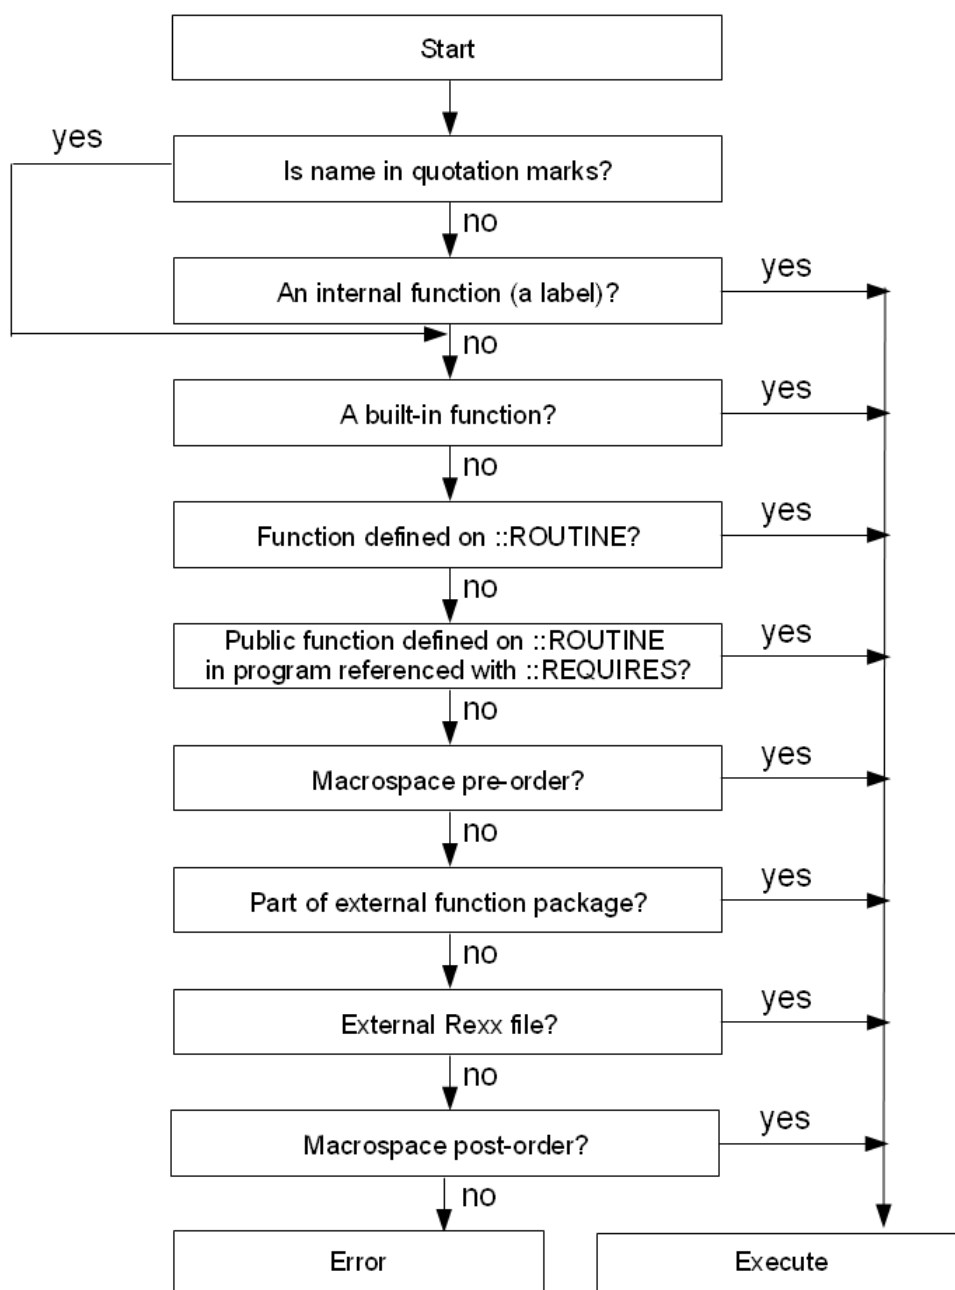 Start
yes
Is name in quotation marks?
no
yes
An internal function (a label)?
no
yes
A built-in function?
no
yes
Function defined on ::ROUTINE?
no
Public function defined on ::ROUTINE
yes
in program referenced with ::REQUIRES?
no
yes
Macrospace pre-order?
no
yes
Part of external function package?
no
yes
External Rexx file?
no
yes
Macrospace post-order?
no
Error
Execute